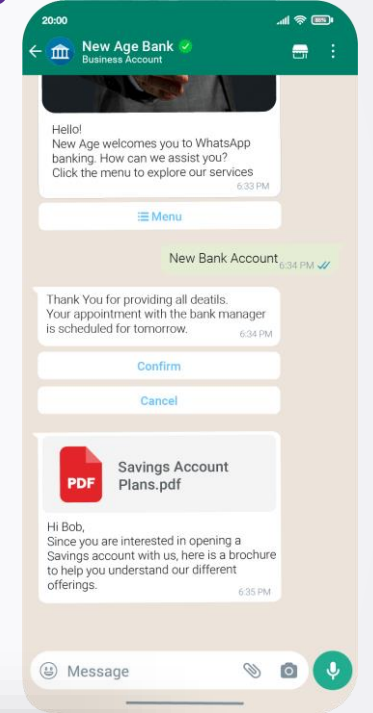 20:00
New Age Bank
Business Account
Hello!
New Age welcomes you to WhatsApp
banking. How can we assist you?
Click the menu to explore our services
6:33 PM
Menu
New Bank Account
6:34 PM
Thank You for providing all deatils.
Your appointment with the bank manager
is scheduled for tomorrow.
6:34 PM
Confirm
Cancel
PDF
Savings Account
Plans.pdf
Hi Bob,
Since you are interested in opening a
Savings account with us, here is a brochure
to help you understand our different
offerings.
6:35 PM
Message